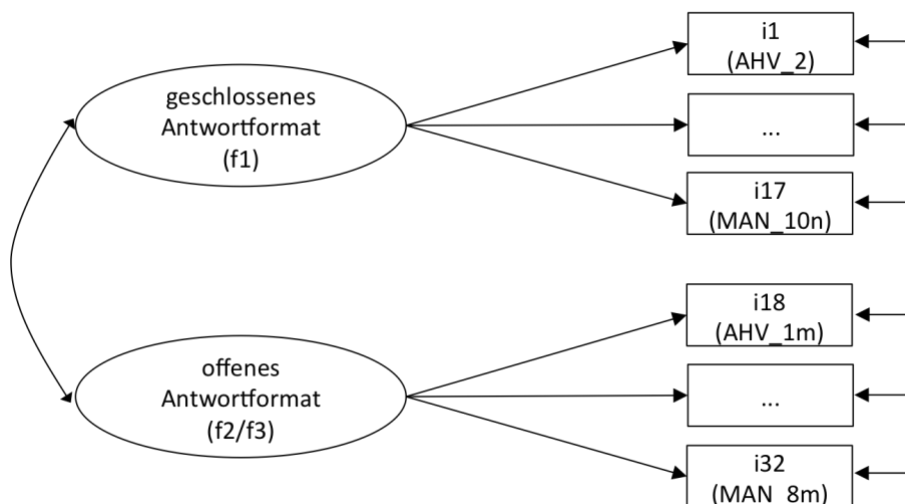 geschlossenes
Antwortformat
(f1)
i1
(AHV_2)
...
i17
(MAN_10n)
offenes
Antwortformat
(f2/f3)
i18
(AHV_1m)
...
i32
(MAN_8m)